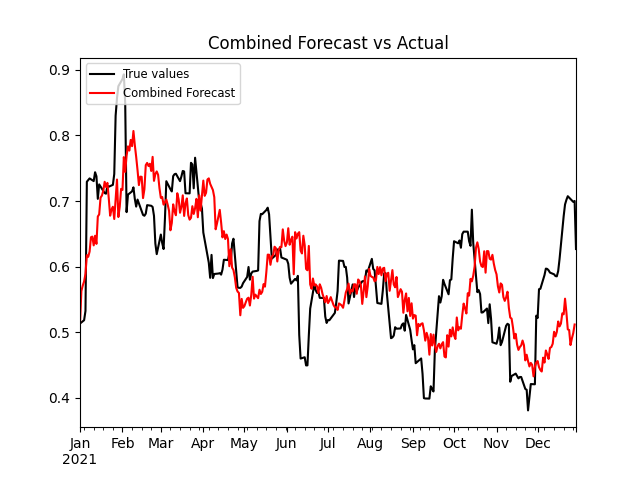 Combined Forecast vs Actual
True values
Combined Forecast
0.9
0.8
0.7
0.6
0.5
0.4
Jan Feb Mar Apr May Jun Jul Aug Sep Oct Nov Dec
2021